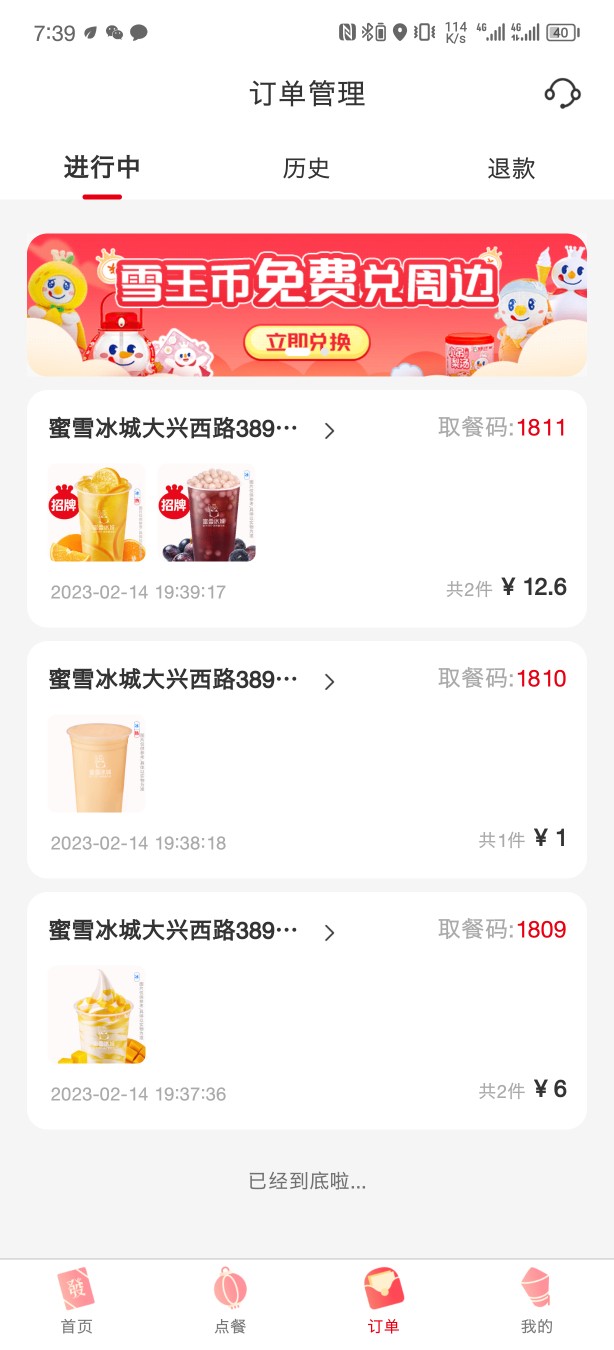 7:39
114 K/s 4G 4G 40
订单管理
进行中 历史 退款
雪王币免费兑周边
立即兑换
蜜雪冰城大兴西路389… 取餐码:1811
招牌 招牌
2023-02-14 19:39:17 共2件 ¥ 12.6
蜜雪冰城大兴西路389… 取餐码:1810
2023-02-14 19:38:18 共1件 ¥ 1
蜜雪冰城大兴西路389… 取餐码:1809
2023-02-14 19:37:36 共2件 ¥ 6
已经到底啦...
發
首页 点餐 订单 我的